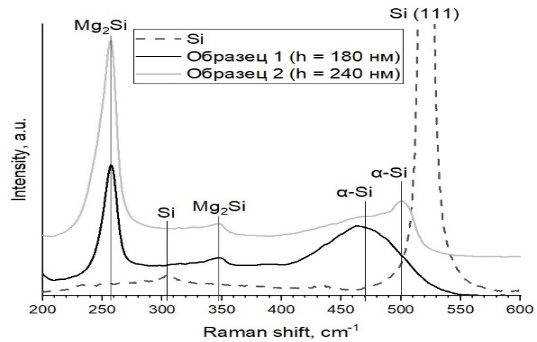 Mg₂Si
Si (111)
Si
Образец 1 (h = 180 нм)
Образец 2 (h = 240 нм)
α-Si
α-Si
Si
Mg₂Si
Intensity, a.u.
200 250 300 350 400 450 500 550 600
Raman shift, cm⁻¹